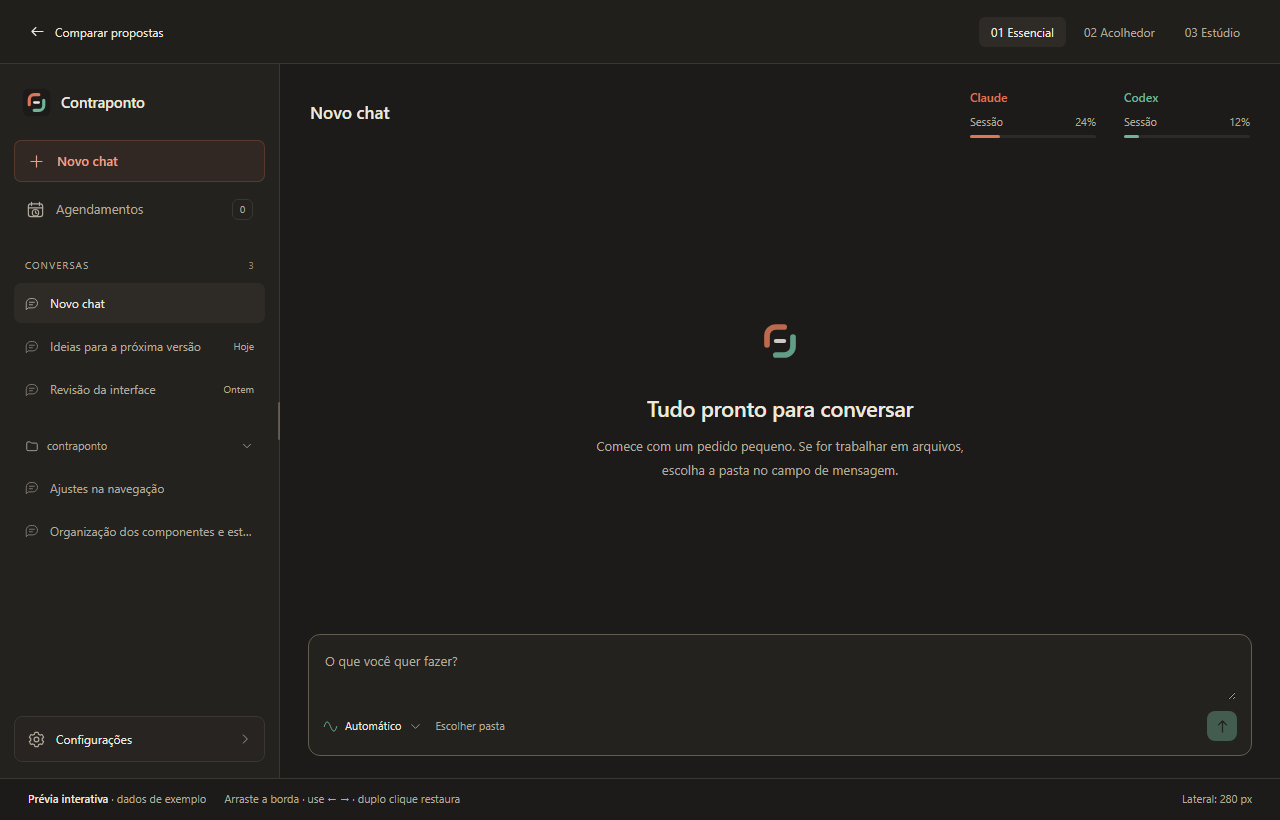 Comparar propostas
01 Essencial
02 Acolhedor
03 Estúdio
Contraponto
Novo chat
Agendamentos
0
CONVERSAS
3
Novo chat
Ideias para a próxima versão
Hoje
Revisão da interface
Ontem
contraponto
Ajustes na navegação
Organização dos componentes e est...
Configurações
Novo chat
Claude
Sessão
24%
Codex
Sessão
12%
Tudo pronto para conversar
Comece com um pedido pequeno. Se for trabalhar em arquivos,
escolha a pasta no campo de mensagem.
O que você quer fazer?
Automático
Escolher pasta
Prévia interativa · dados de exemplo
Arraste a borda · use ← → · duplo clique restaura
Lateral: 280 px